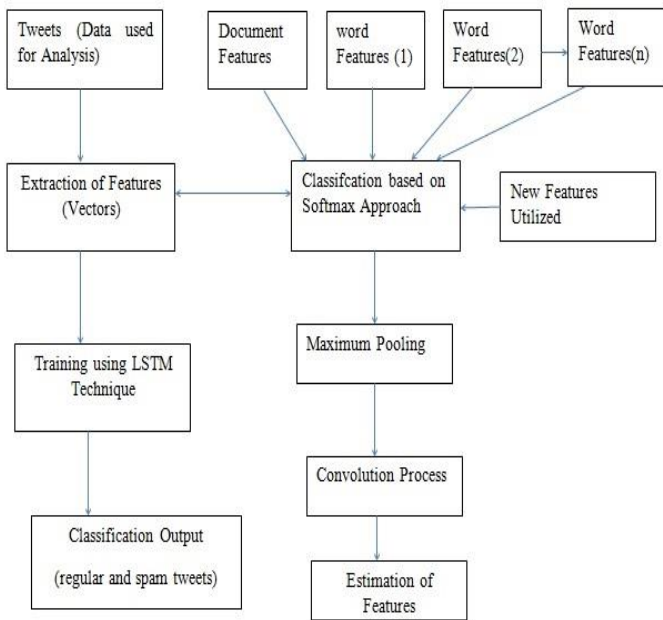 Tweets (Data used
for Analysis)
Document
Features
word
Features (1)
Word
Features(2)
Word
Features(n)
Extraction of Features
(Vectors)
Classifcation based on
Softmax Approach
New Features
Utilized
Training using LSTM
Technique
Maximum Pooling
Convolution Process
Classification Output
(regular and spam tweets)
Estimation of
Features